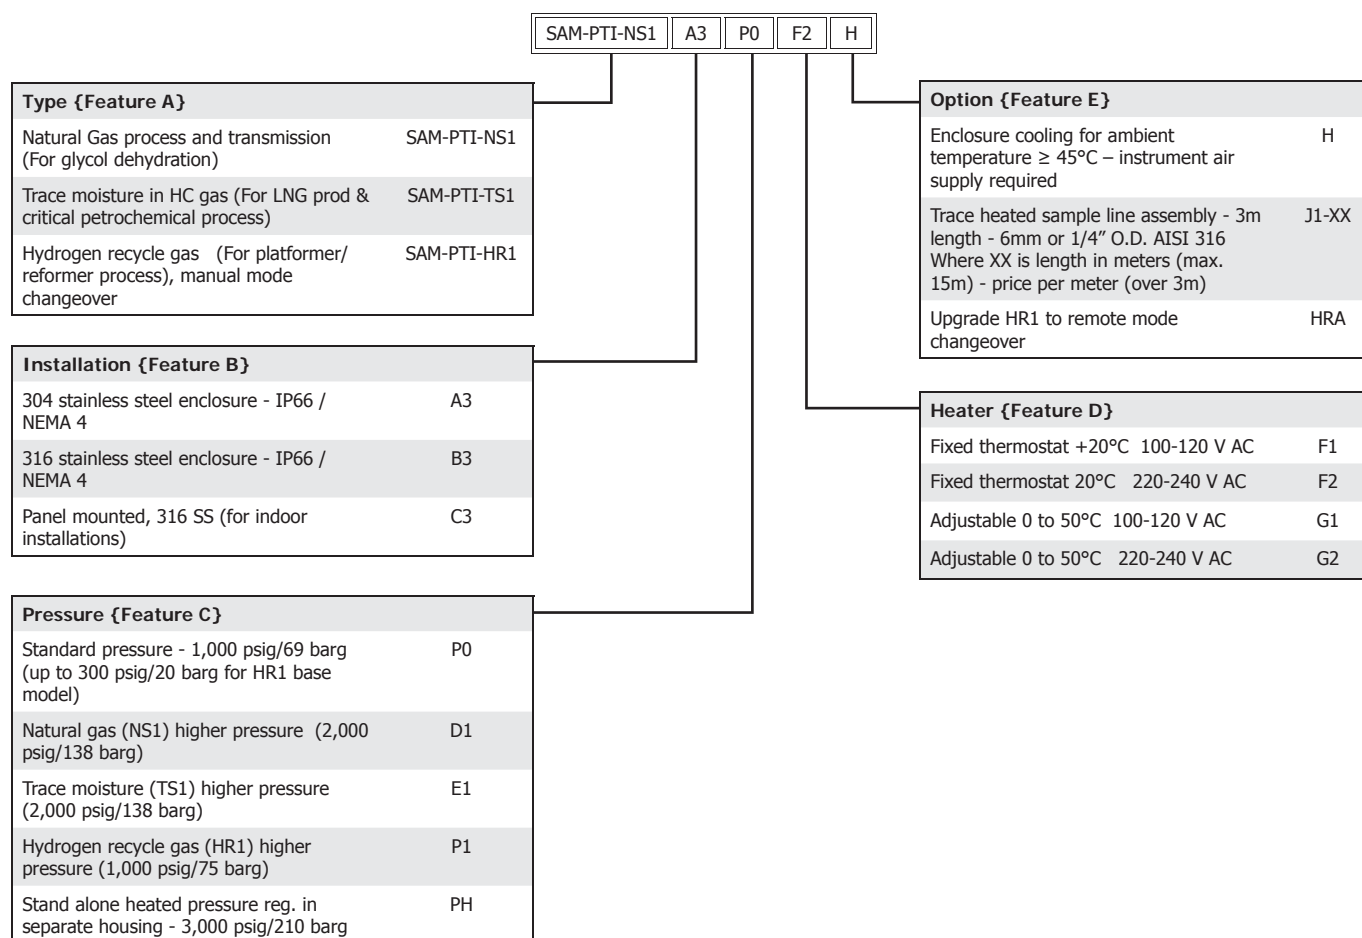 SAM-PTI-NS1 A3 P0 F2 H
Type {Feature A}
Natural Gas process and transmission SAM-PTI-NS1
(For glycol dehydration)
Trace moisture in HC gas (For LNG prod & SAM-PTI-TS1
critical petrochemical process)
Hydrogen recycle gas (For platformer/ SAM-PTI-HR1
reformer process), manual mode
changeover
Installation {Feature B}
304 stainless steel enclosure - IP66 / A3
NEMA 4
316 stainless steel enclosure - IP66 / B3
NEMA 4
Panel mounted, 316 SS (for indoor C3
installations)
Pressure {Feature C}
Standard pressure - 1,000 psig/69 barg P0
(up to 300 psig/20 barg for HR1 base
model)
Natural gas (NS1) higher pressure (2,000 D1
psig/138 barg)
Trace moisture (TS1) higher pressure E1
(2,000 psig/138 barg)
Hydrogen recycle gas (HR1) higher P1
pressure (1,000 psig/75 barg)
Stand alone heated pressure reg. in PH
separate housing - 3,000 psig/210 barg
Option {Feature E}
Enclosure cooling for ambient H
temperature ≥ 45°C – instrument air
supply required
Trace heated sample line assembly - 3m J1-XX
length - 6mm or 1/4” O.D. AISI 316
Where XX is length in meters (max.
15m) - price per meter (over 3m)
Upgrade HR1 to remote mode HRA
changeover
Heater {Feature D}
Fixed thermostat +20°C 100-120 V AC F1
Fixed thermostat 20°C 220-240 V AC F2
Adjustable 0 to 50°C 100-120 V AC G1
Adjustable 0 to 50°C 220-240 V AC G2